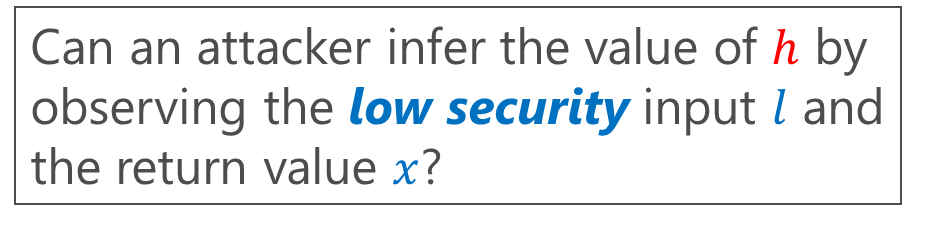 Can an attacker infer the value of h by
observing the low security input l and
the return value x?